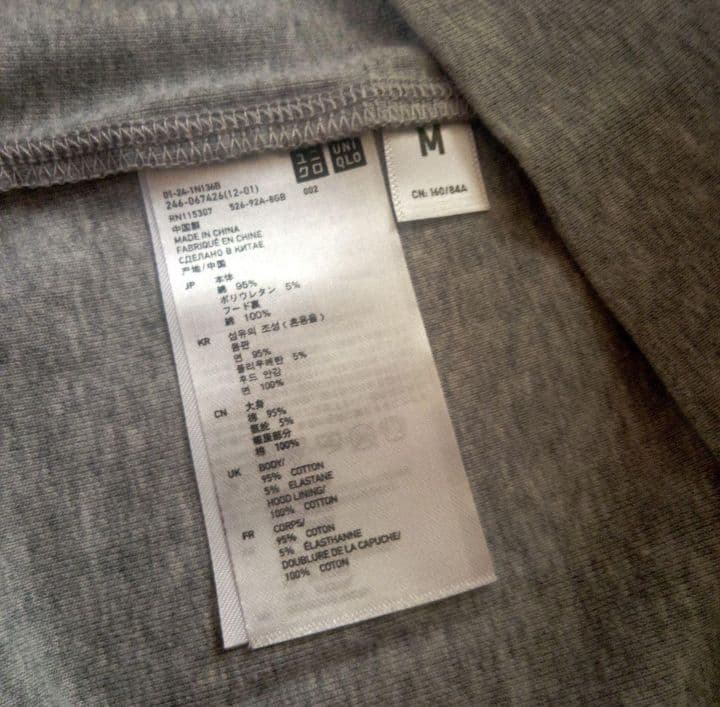 ユニ
クロ
UNI
QLO
M
CN: 160/84A
01-2A-1N136B
246-067426(12-01)
RN115307 526-92A-8GB 002
中国製
MADE IN CHINA
FABRIQUÉ EN CHINE
СДЕЛАНО В КИТАЕ
产地/中国
JP 本体
綿 95%
ポリウレタン 5%
フード裏
綿 100%
KR 섬유의 조성(혼용율)
몸판
면 95%
폴리우레탄 5%
후드 안감
면 100%
CN 大身
棉 95%
氨纶 5%
帽里部分
棉 100%
UK BODY/
95% COTTON
5% ELASTANE
HOOD LINING/
100% COTTON
FR CORPS/
95% COTON
5% ÉLASTHANNE
DOUBLURE DE LA CAPUCHE/
100% COTON